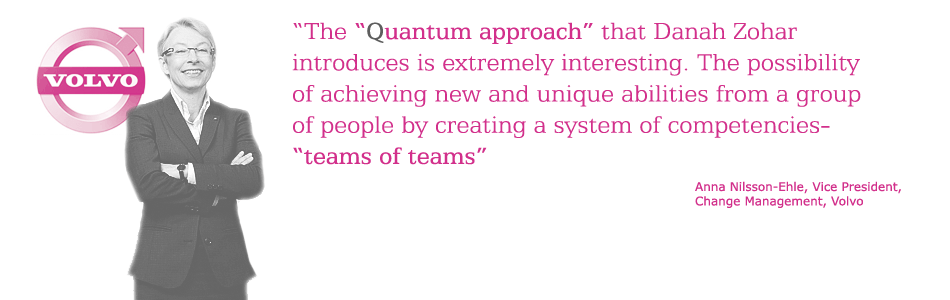 VOLVO
“The “Quantum approach” that Danah Zohar
introduces is extremely interesting. The possibility
of achieving new and unique abilities from a group
of people by creating a system of competencies–
“teams of teams”
Anna Nilsson-Ehle, Vice President,
Change Management, Volvo